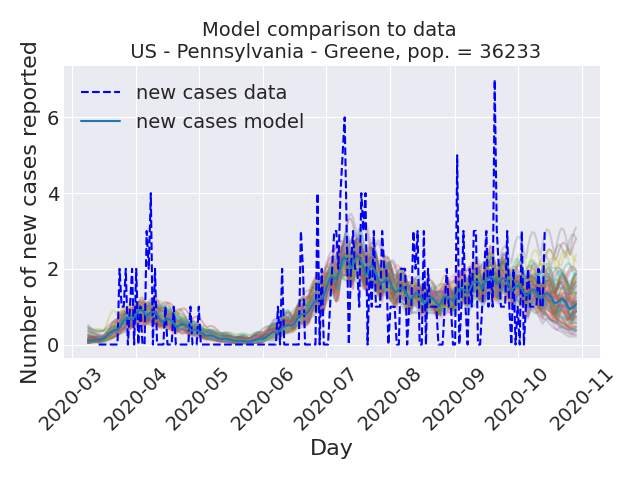 Model comparison to data
US - Pennsylvania - Greene, pop. = 36233
Number of new cases reported
new cases data
new cases model
6
4
2
0
2020-03
2020-04
2020-05
2020-06
2020-07
2020-08
2020-09
2020-10
2020-11
Day